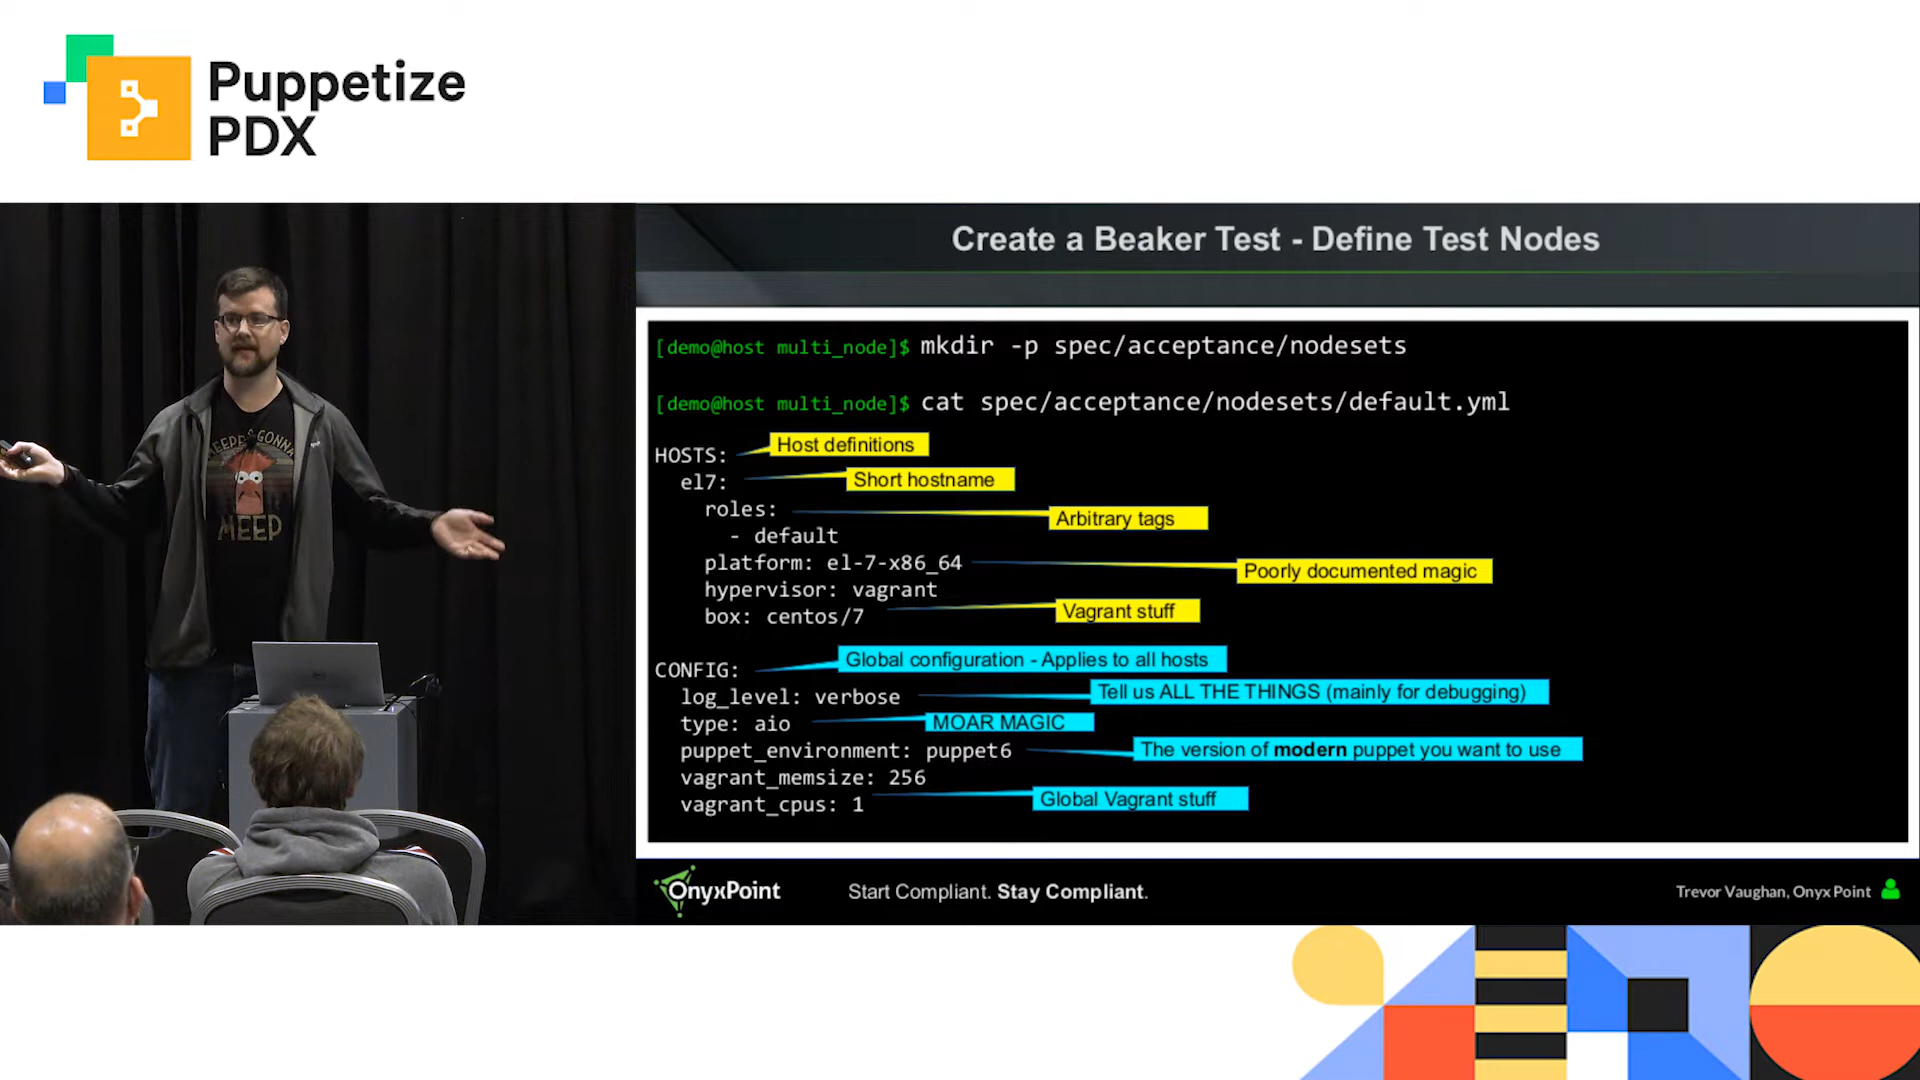 Puppetize
PDX
Create a Beaker Test - Define Test Nodes
[demo@host multi_node]$ mkdir -p spec/acceptance/nodesets
[demo@host multi_node]$ cat spec/acceptance/nodesets/default.yml
HOSTS: Host definitions
el7: Short hostname
roles: Arbitrary tags
- default
platform: el-7-x86_64 Poorly documented magic
hypervisor: vagrant
box: centos/7 Vagrant stuff
CONFIG: Global configuration - Applies to all hosts
log_level: verbose Tell us ALL THE THINGS (mainly for debugging)
type: aio MOAR MAGIC
puppet_environment: puppet6 The version of modern puppet you want to use
vagrant_memsize: 256
vagrant_cpus: 1 Global Vagrant stuff
OnyxPoint Start Compliant. Stay Compliant. Trevor Vaughan, Onyx Point
MEEP